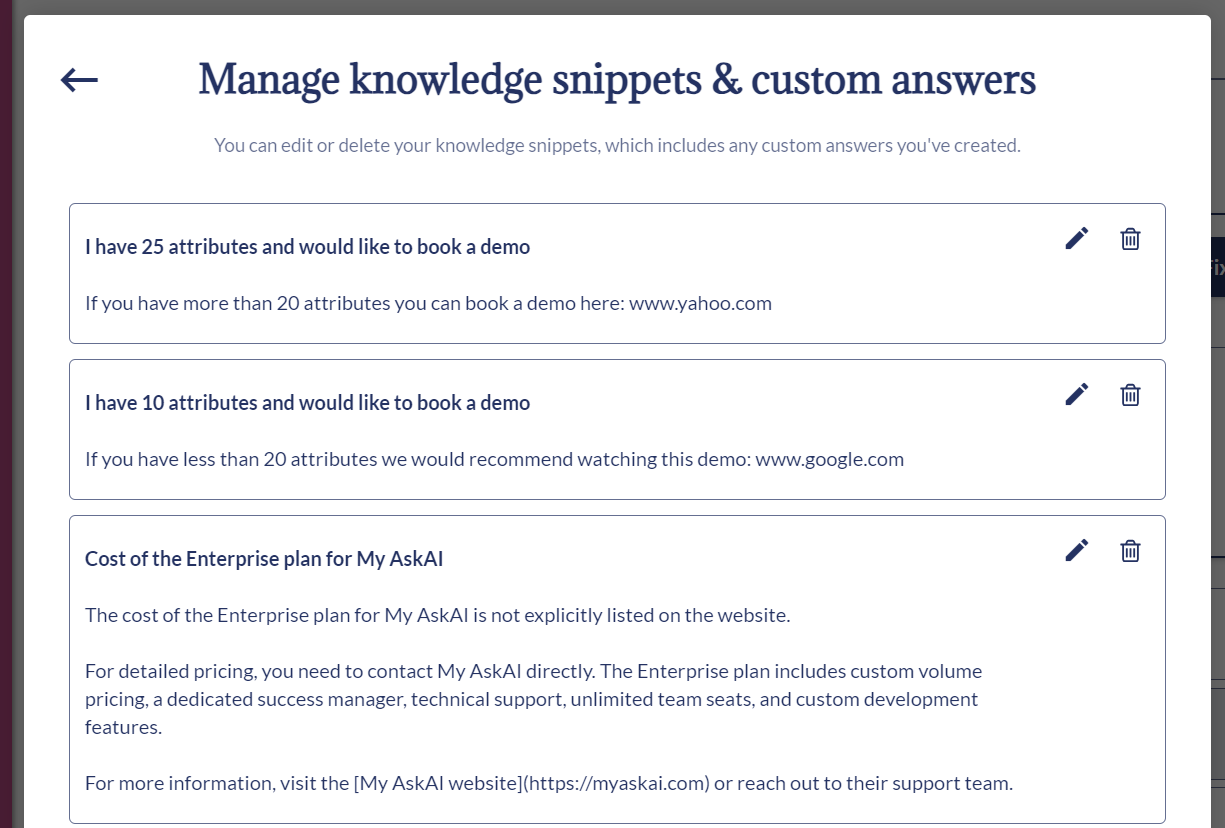 Manage knowledge snippets & custom answers
You can edit or delete your knowledge snippets, which includes any custom answers you've created.
I have 25 attributes and would like to book a demo
If you have more than 20 attributes you can book a demo here: www.yahoo.com
I have 10 attributes and would like to book a demo
If you have less than 20 attributes we would recommend watching this demo: www.google.com
Cost of the Enterprise plan for My AskAI
The cost of the Enterprise plan for My AskAI is not explicitly listed on the website.
For detailed pricing, you need to contact My AskAI directly. The Enterprise plan includes custom volume
pricing, a dedicated success manager, technical support, unlimited team seats, and custom development
features.
For more information, visit the [My AskAI website](https://myaskai.com) or reach out to their support team.